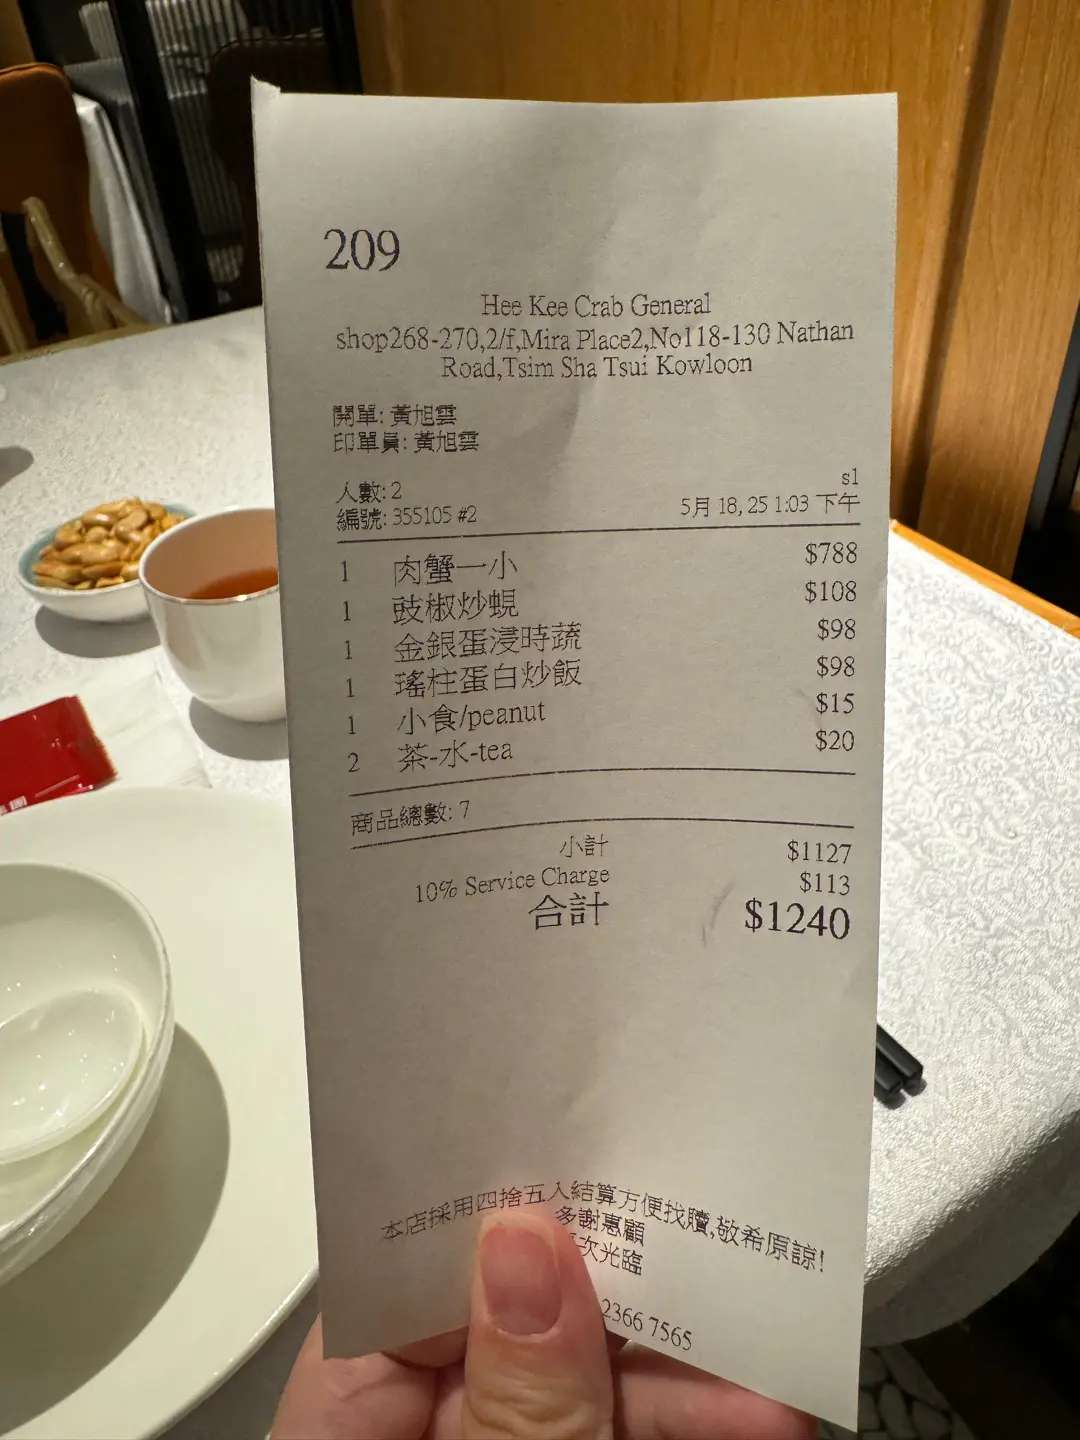 209
Hee Kee Crab General
shop268-270,2/f,Mira Place2,No118-130 Nathan
Road,Tsim Sha Tsui Kowloon
開單: 黃旭雲
印單員: 黃旭雲
s1
人數: 2
編號: 355105 #2 5月 18, 25 1:03 下午
1 肉蟹一小 $788
1 豉椒炒蜆 $108
1 金銀蛋浸時蔬 $98
1 瑤柱蛋白炒飯 $98
1 小食/peanut $15
2 茶-水-tea $20
商品總數: 7
小計 $1127
10% Service Charge $113
合計 $1240
本店採用四捨五入結算方便找贖,敬希原諒!
多謝惠顧
次光臨
2366 7565